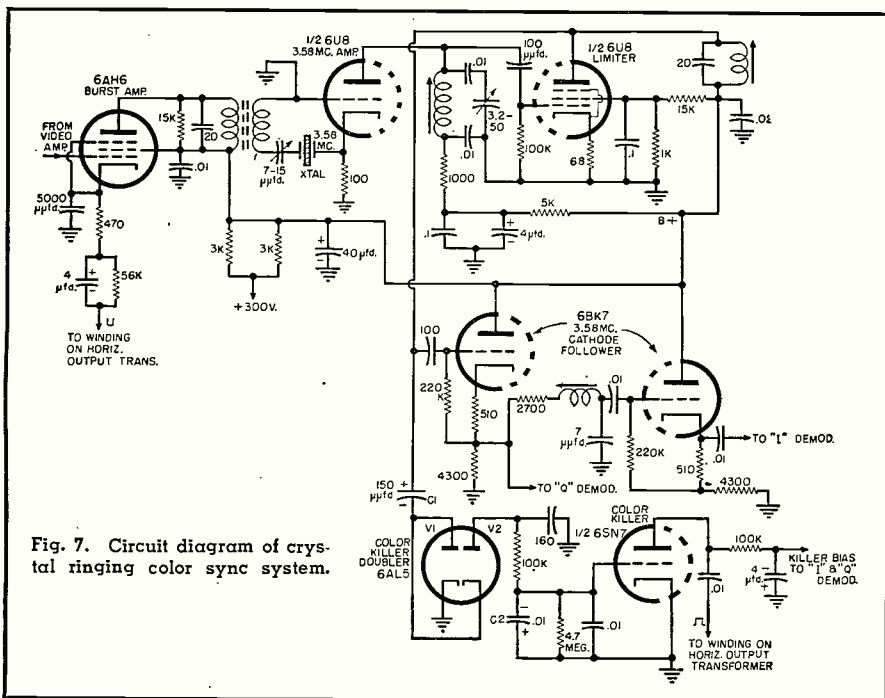 1/2 6U8
3.58MC. AMP.
6AH6
BURST AMP.
FROM
VIDEO
AMP.
15K
20
.01
7-15
µµfd.
3.58
MC.
XTAL
100
5000
µµfd.
470
4
µfd.
56K
TO WINDING
ON HORIZ.
OUTPUT TRANS.
3K
3K
+300V.
40µfd.
.01
3.2-
50
.01
1000
.1
4µfd.
5K
100
µµfd.
1/2 6U8
LIMITER
100K
68
.1
1K
15K
20
.02
B+
100
220
K
510
4300
6BK7
3.58MC.
CATHODE
FOLLOWER
2700
.01
7
µµfd.
TO "Q" DEMOD.
220K
.01
TO "I" DEMOD.
510
4300
150
µµfd
C1
V1
V2
COLOR
KILLER
DOUBLER
6AL5
160
100K
C2
.01
4.7
MEG.
.01
COLOR
KILLER
1/2 6SN7
100K
4
µfd.
.01
KILLER BIAS
TO "I" & "Q"
DEMOD.
TO WINDING ON
HORIZ. OUTPUT
TRANSFORMER
Fig. 7. Circuit diagram of crys-
tal ringing color sync system.